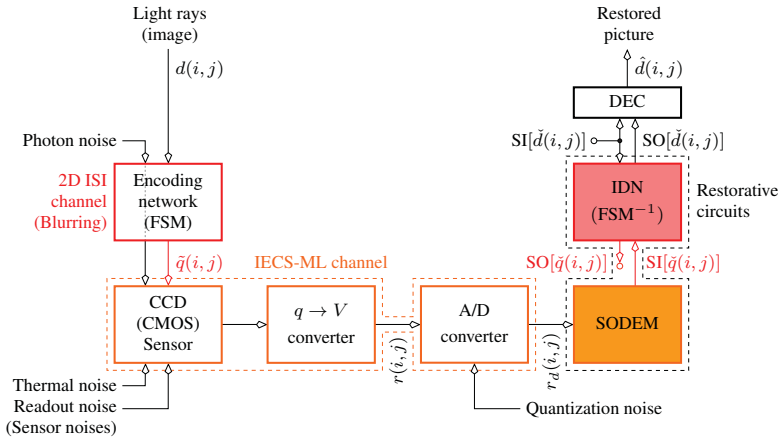 Light rays
(image)
d(i, j)
Restored
picture
d̂(i, j)
DEC
Photon noise
SI[ď(i, j)]
SO[ď(i, j)]
2D ISI
channel
(Blurring)
Encoding
network
(FSM)
IDN
(FSM⁻¹)
Restorative
circuits
q̃(i, j)
IECS-ML channel
SO[q̌(i, j)]
SI[q̌(i, j)]
CCD
(CMOS)
Sensor
q → V
converter
r(i, j)
A/D
converter
r_d(i, j)
SODEM
Thermal noise
Readout noise
(Sensor noises)
Quantization noise